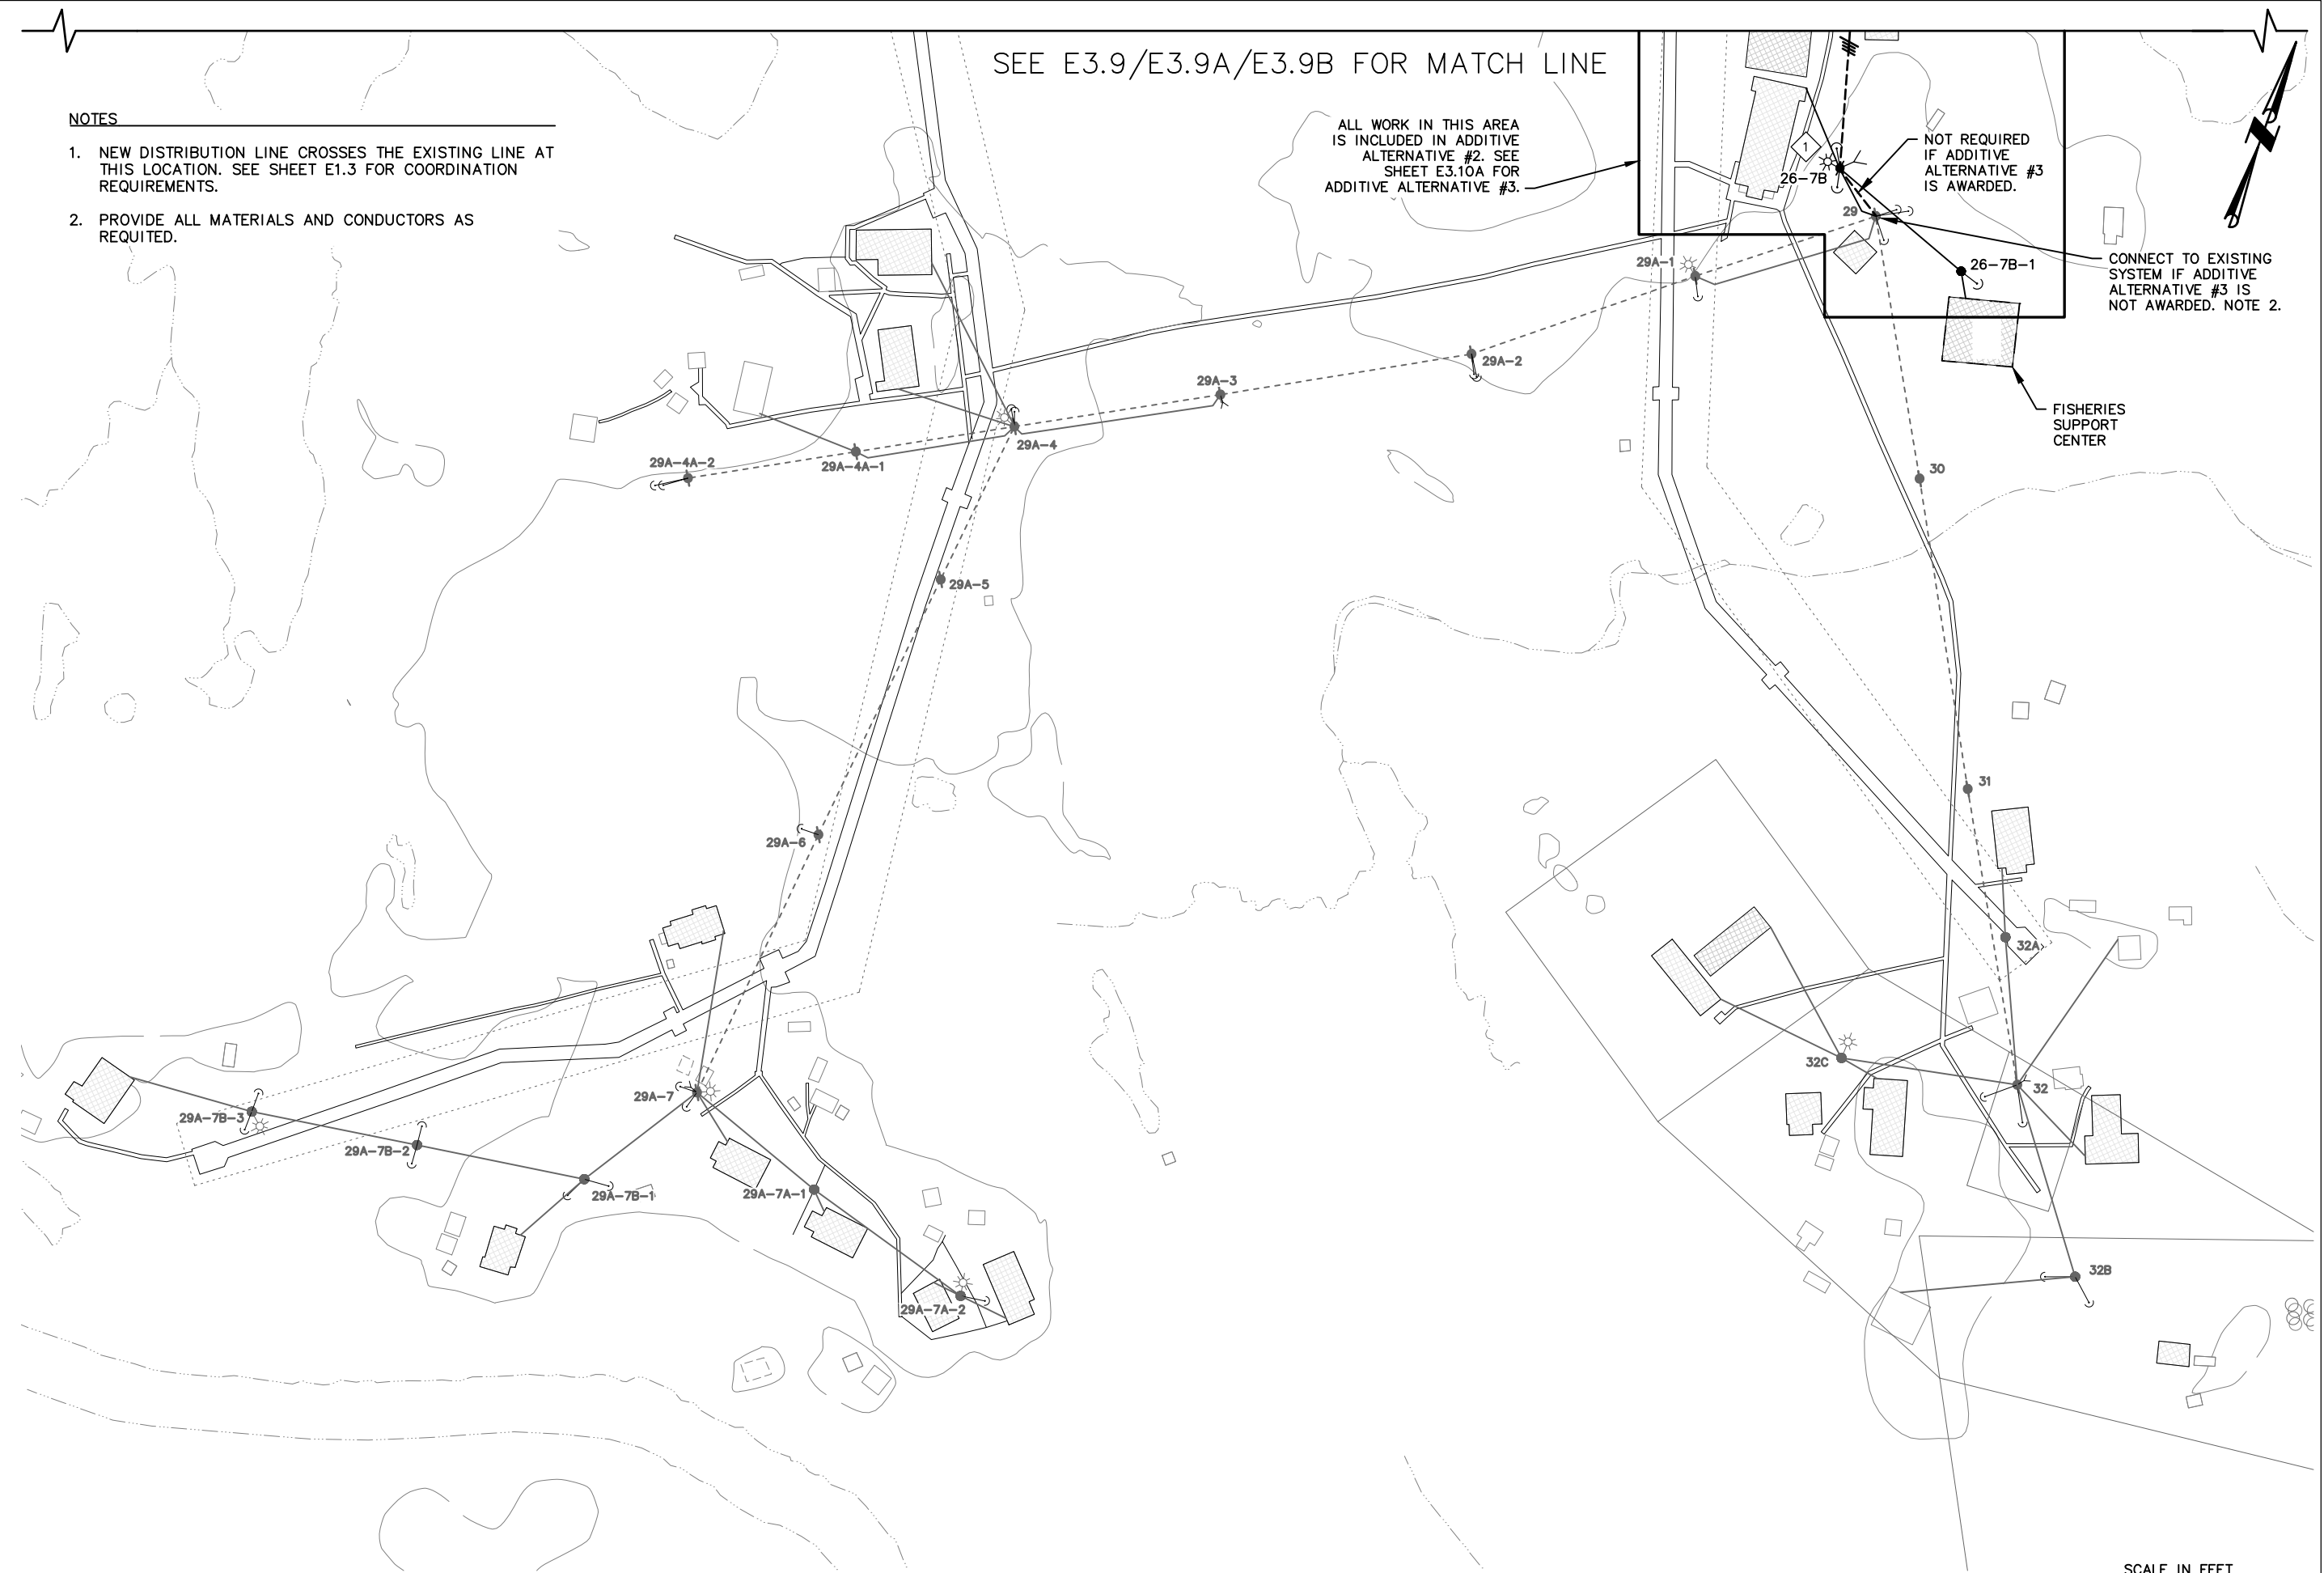 SEE E3.9/E3.9A/E3.9B FOR MATCH LINE
NOTES
1. NEW DISTRIBUTION LINE CROSSES THE EXISTING LINE AT
THIS LOCATION. SEE SHEET E1.3 FOR COORDINATION
REQUIREMENTS.
2. PROVIDE ALL MATERIALS AND CONDUCTORS AS
REQUITED.
ALL WORK IN THIS AREA
IS INCLUDED IN ADDITIVE
ALTERNATIVE #2. SEE
SHEET E3.10A FOR
ADDITIVE ALTERNATIVE #3.
1
NOT REQUIRED
IF ADDITIVE
ALTERNATIVE #3
IS AWARDED.
26-7B
29
N
CONNECT TO EXISTING
SYSTEM IF ADDITIVE
ALTERNATIVE #3 IS
NOT AWARDED. NOTE 2.
26-7B-1
29A-1
29A-2
29A-3
FISHERIES
SUPPORT
CENTER
29A-4
29A-4A-1
29A-4A-2
30
29A-5
31
29A-6
32A
32C
32
29A-7
29A-7B-3
29A-7B-2
29A-7B-1
29A-7A-1
32B
29A-7A-2
SCALE IN FEET